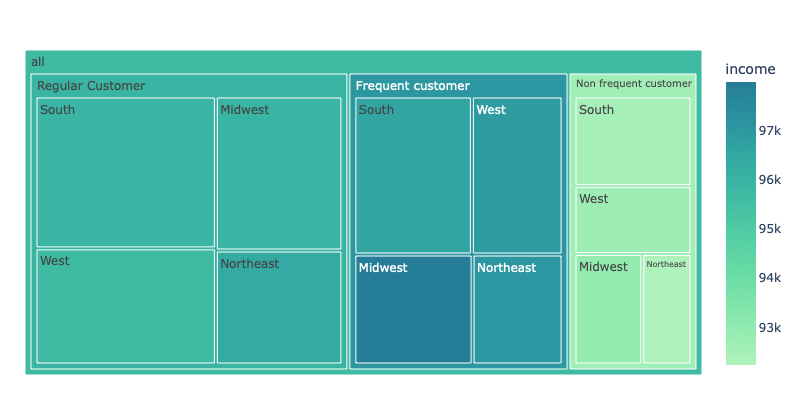 all
Regular Customer
South
Midwest
West
Northeast
Frequent customer
South
West
Midwest
Northeast
Non frequent customer
South
West
Midwest
Northeast
income
97k
96k
95k
94k
93k